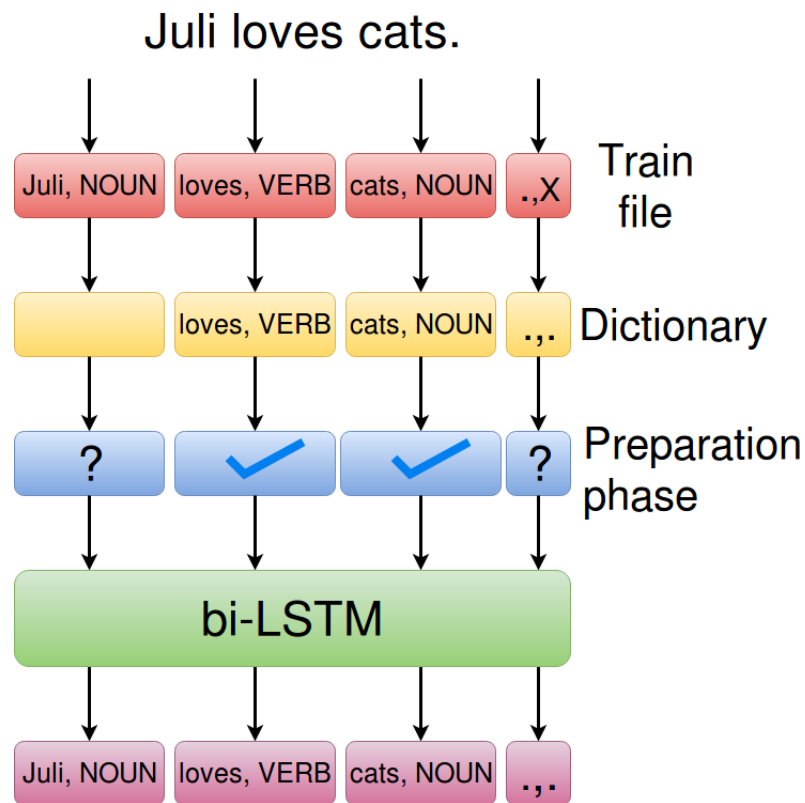 Juli loves cats.
Juli, NOUN
loves, VERB
cats, NOUN
.,X
Train
file
loves, VERB
cats, NOUN
.,.
Dictionary
?
?
Preparation
phase
bi-LSTM
Juli, NOUN
loves, VERB
cats, NOUN
.,.